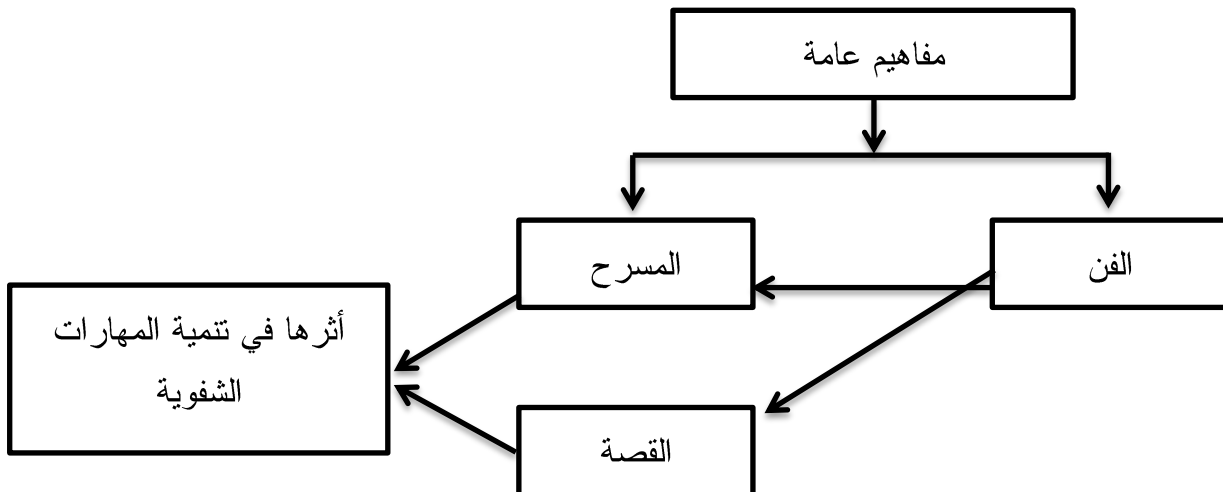 مفاهيم عامة
الفن
المسرح
أثرها في تنمية المهارات
الشفوية
القصة